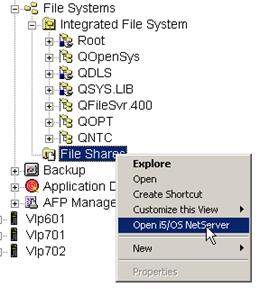 File Systems
Integrated File System
Root
QOpenSys
QDLS
QSYS.LIB
QFileSvr.400
QOPT
QNTC
File Shares
Backup
Application D
AFP Manage
Vlp601
Vlp701
Vlp702
Explore
Open
Create Shortcut
Customize this View
Open i5/OS NetServer
New
Properties